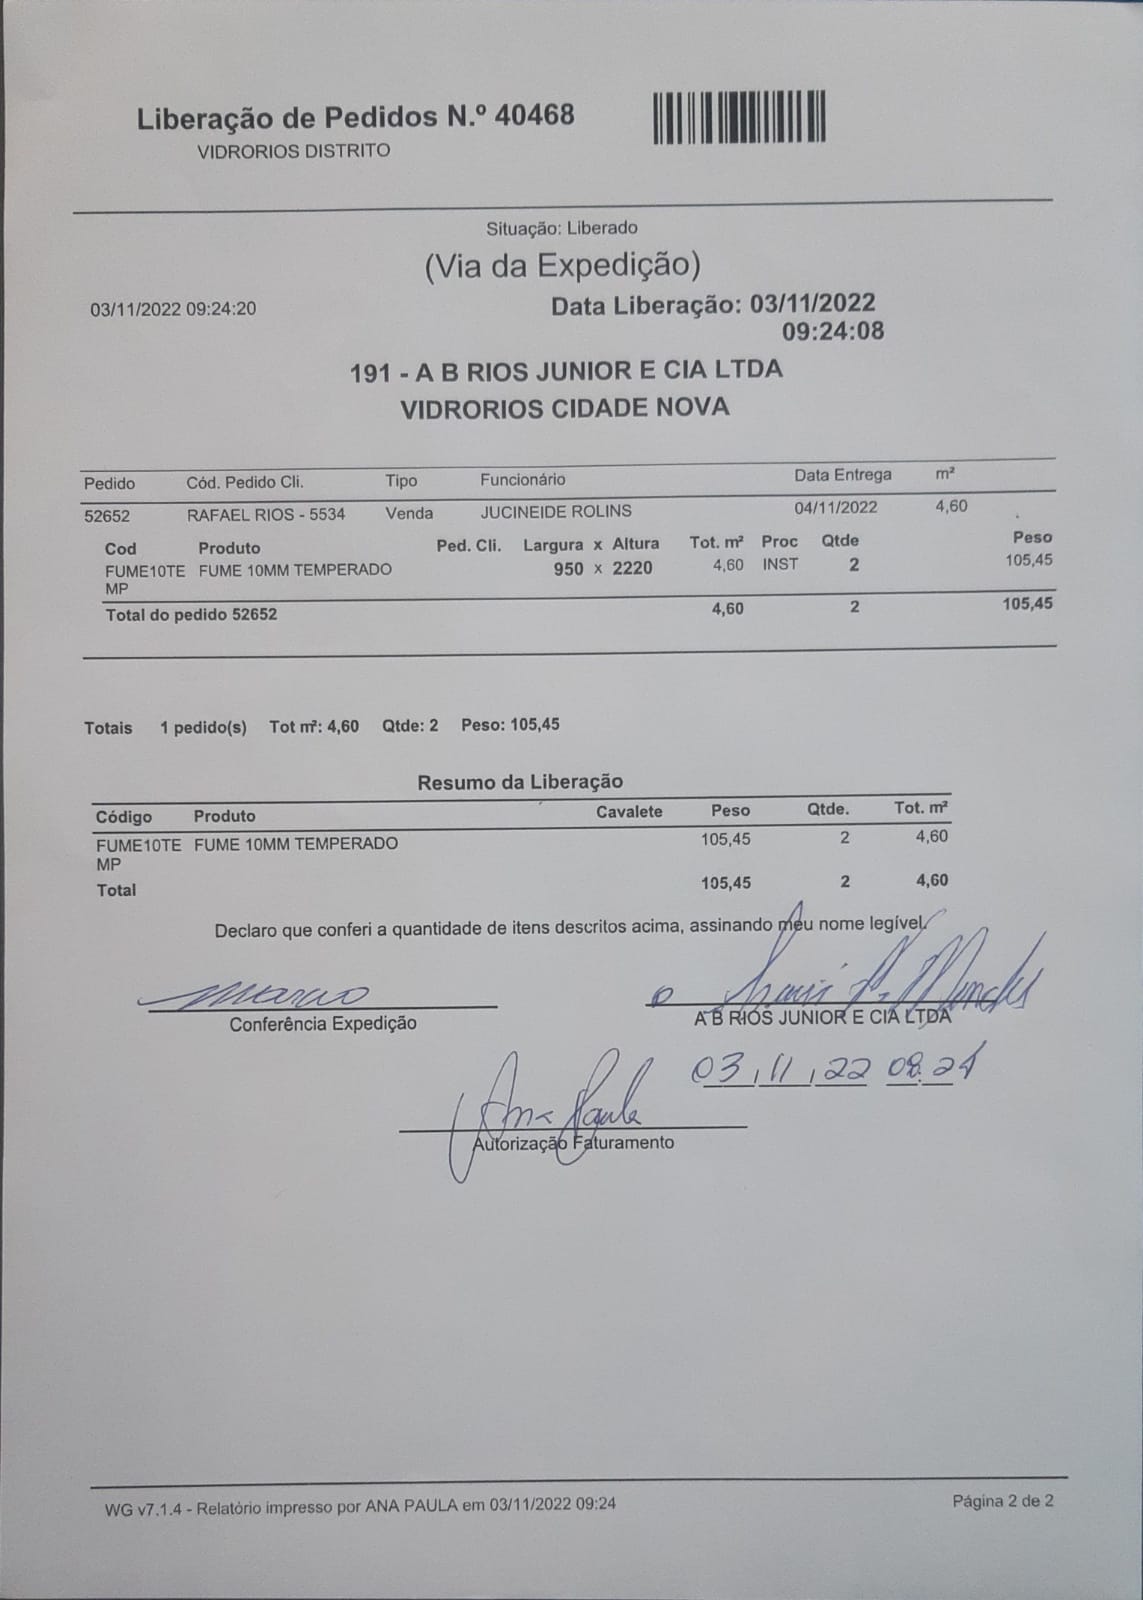 Liberação de Pedidos N.º 40468
VIDRORIOS DISTRITO
Situação: Liberado
(Via da Expedição)
03/11/2022 09:24:20
Data Liberação: 03/11/2022
09:24:08
191 - A B RIOS JUNIOR E CIA LTDA
VIDRORIOS CIDADE NOVA
Pedido Cód. Pedido Cli. Tipo Funcionário Data Entrega m²
52652 RAFAEL RIOS - 5534 Venda JUCINEIDE ROLINS 04/11/2022 4,60
Cod Produto Ped. Cli. Largura x Altura Tot. m² Proc Qtde Peso
FUME10TE FUME 10MM TEMPERADO 950 x 2220 4,60 INST 2 105,45
MP
Total do pedido 52652 4,60 2 105,45
Totais 1 pedido(s) Tot m²: 4,60 Qtde: 2 Peso: 105,45
Resumo da Liberação
Código Produto Cavalete Peso Qtde. Tot. m²
FUME10TE FUME 10MM TEMPERADO 105,45 2 4,60
MP
Total 105,45 2 4,60
Declaro que conferi a quantidade de itens descritos acima, assinando meu nome legível.
Conferência Expedição
A B RIOS JUNIOR E CIA LTDA
03,11,22
Ana Paula
Autorização Faturamento
WG v7.1.4 - Relatório impresso por ANA PAULA em 03/11/2022 09:24
Página 2 de 2